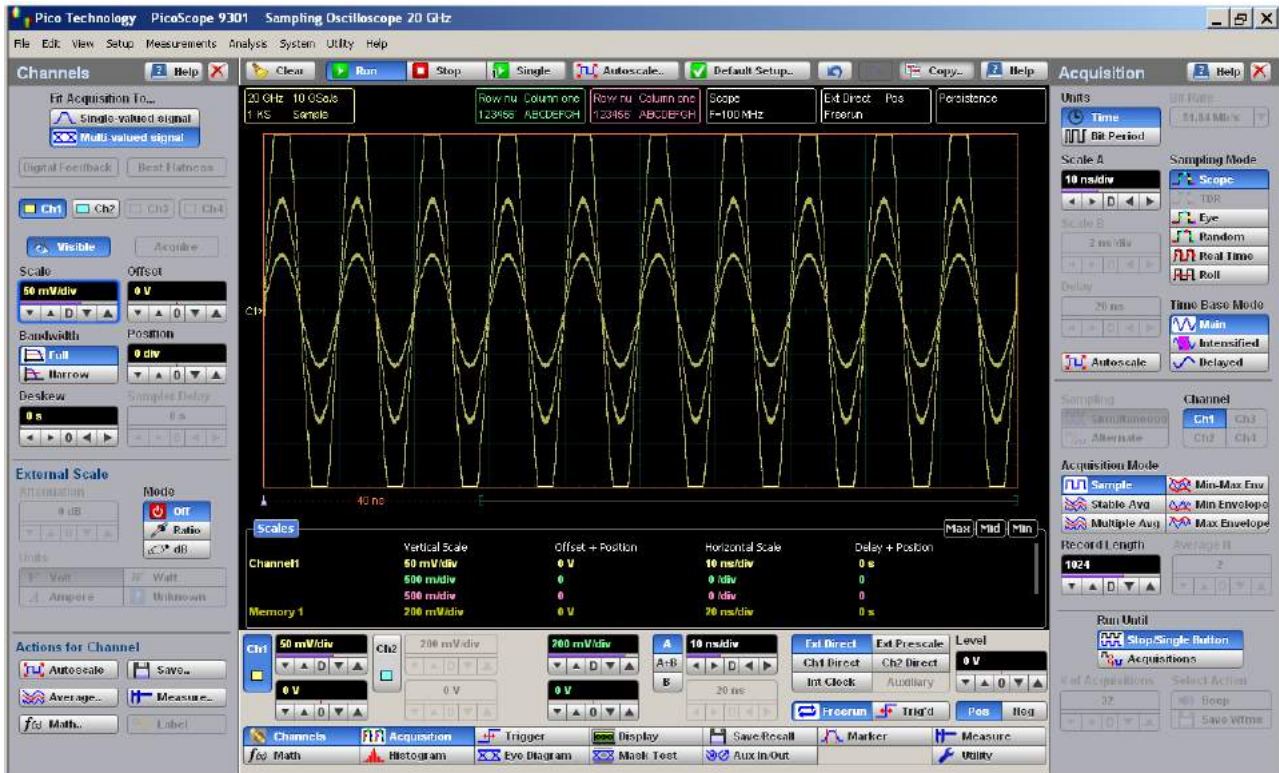 Pico Technology PicoScope 9301 Sampling Oscilloscope 20 GHz
File Edit View Setup Measurements Analysis System Utility Help
Channels Help
Clear Run Stop Single Autoscale.. Default Setup.. Copy.. Help
Acquisition Help
Fit Acquisition To...
Single-valued signal
Multi-valued signal
Digital Feedback Best Flatness
Ch1 Ch2 Ch3 Ch4
Visible Acquire
Scale Offset
50 mV/div 0 V
D 0
Bandwidth Position
Full 0 div
Narrow 0
Deskew Sampler Delay
0 s 0 s
0 0
External Scale
Attenuation Mode
0 dB Off
Ratio
dB
Units
Volt Watt
Ampere Unknown
Actions for Channel
Autoscale Save..
Average.. Measure..
f(x) Math.. Label
20 GHz 10 GSa/s
1 KS Sample
Row nu Column one
123456 ABCDEFGH
Row nu Column one
123456 ABCDEFGH
Scope
F=100 MHz
Ext Direct Pos
Freerun
Persistence
C1>
40 ns
Scales Max Mid Min
Vertical Scale Offset + Position Horizontal Scale Delay + Position
Channel1 50 mV/div 0 V 10 ns/div 0 s
500 m/div 0 0 /div 0
500 m/div 0 0 /div 0
Memory 1 200 mV/div 0 V 20 ns/div 0 s
Ch1 50 mV/div Ch2 200 mV/div 200 mV/div A 10 ns/div Ext Direct Ext Prescale Level
D D D A+B D Ch1 Direct Ch2 Direct 0 V
0 V 0 V 0 V B 20 ns Int Clock Auxiliary 0
0 0 0 Freerun Trig'd Pos Neg
Channels Acquisition Trigger Display Save/Recall Marker Measure
f(x) Math Histogram Eye Diagram Mask Test Aux In/Out Utility
Units Bit Rate..
Time
Bit Period
Scale A Sampling Mode
10 ns/div Scope
D TDR
Scale B Eye
2 ns/div Random
D Real Time
Roll
Delay
20 ns Time Base Mode
0 Main
Intensified
Autoscale Delayed
Sampling Channel
Simultaneous Ch1 Ch3
Alternate Ch2 Ch4
Acquisition Mode
Sample Min-Max Env
Stable Avg Min Envelope
Multiple Avg Max Envelope
Record Length Average N
1024 2
D D
Run Until
Stop/Single Button
Acquisitions
# of Acquisitions Select Action
32 Beep
D Save Wfms